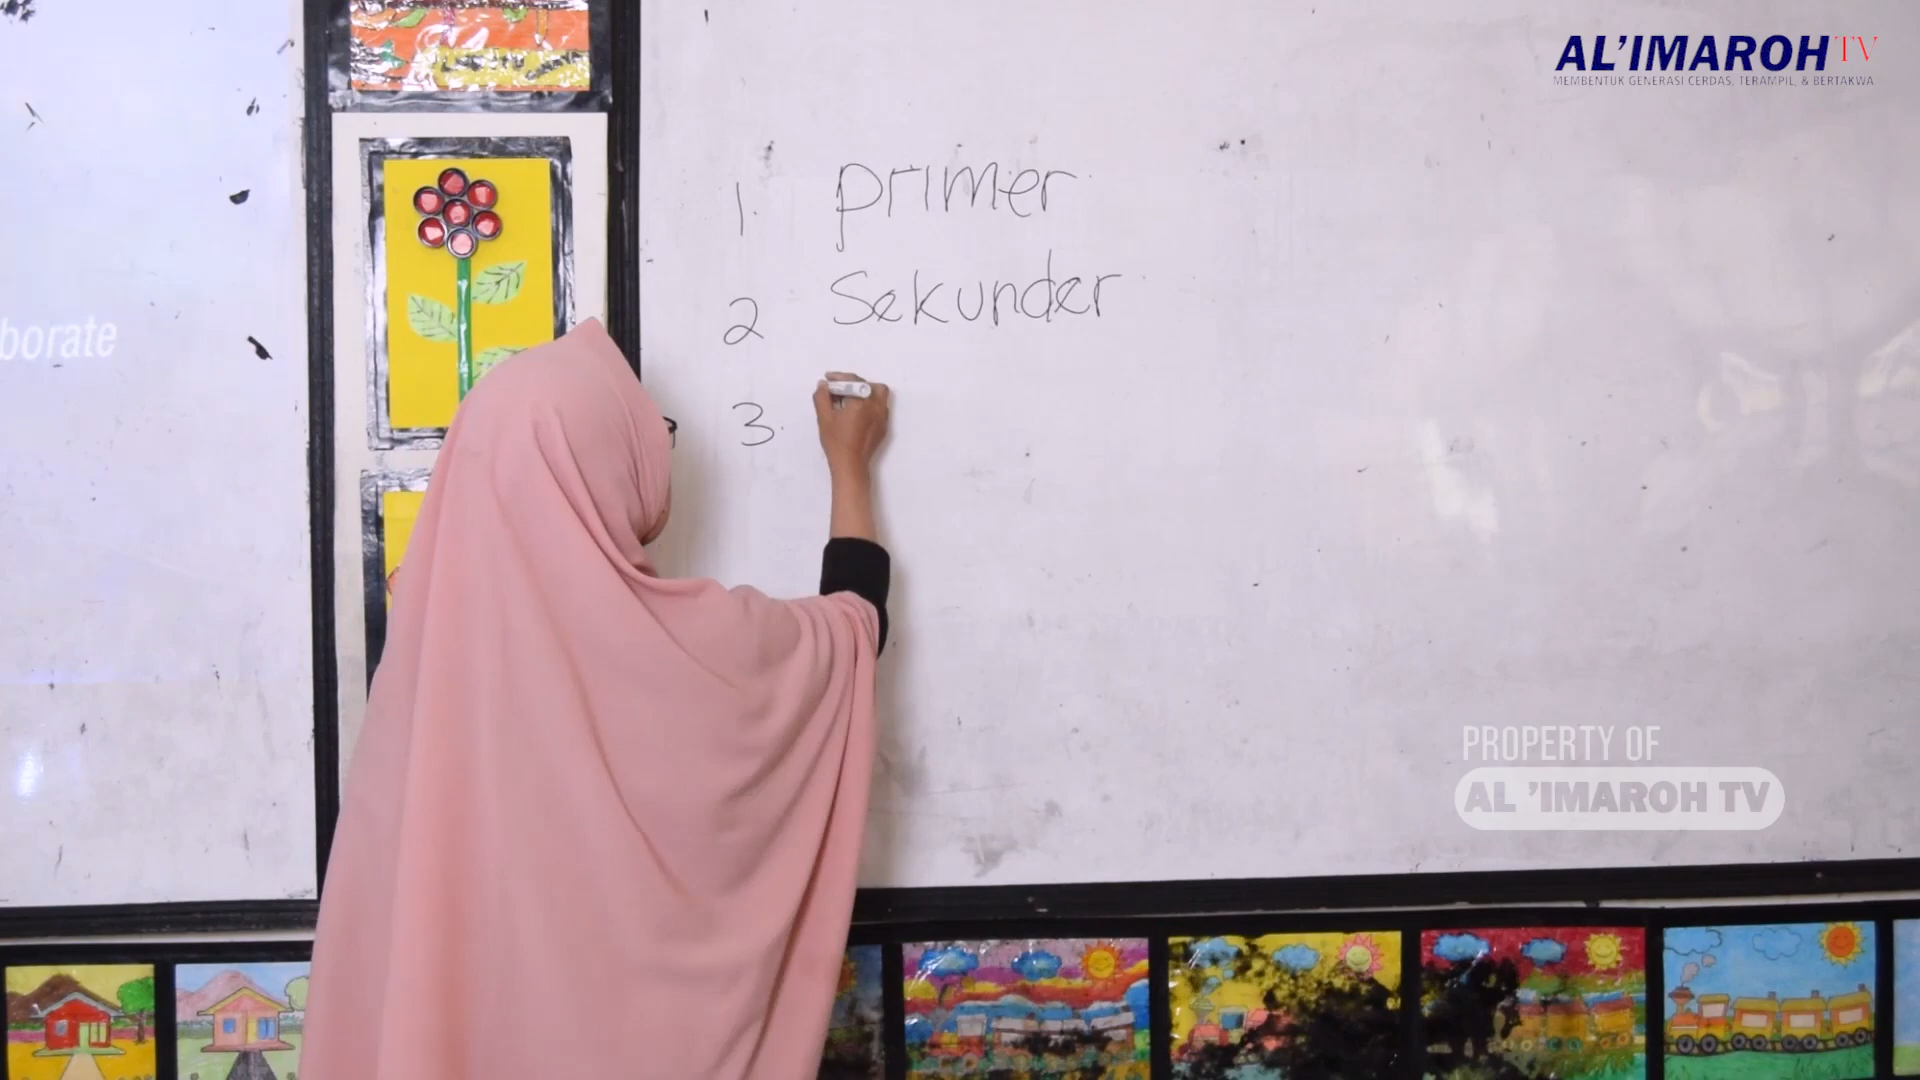 AL'IMAROH TV
MEMBENTUK GENERASI CERDAS, TERAMPIL, & BERTAKWA
borate
1. primer
2 Sekunder
3.
PROPERTY OF
AL 'IMAROH TV